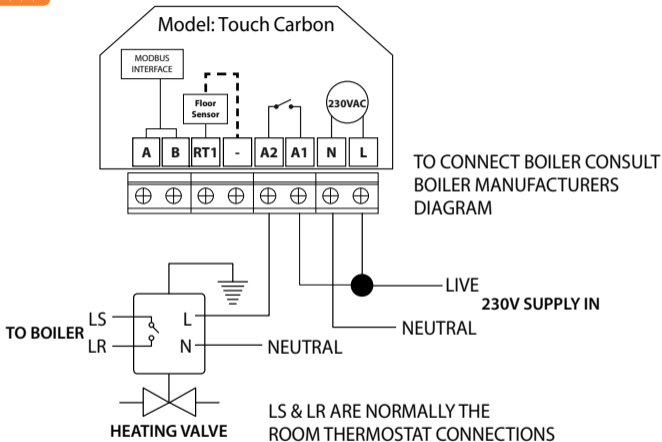 Model: Touch Carbon
MODBUS
INTERFACE
Floor
Sensor
230VAC
A B RT1 - A2 A1 N L
TO CONNECT BOILER CONSULT
BOILER MANUFACTURERS
DIAGRAM
LIVE
230V SUPPLY IN
NEUTRAL
TO BOILER
LS
LR
L
N
NEUTRAL
HEATING VALVE
LS & LR ARE NORMALLY THE
ROOM THERMOSTAT CONNECTIONS